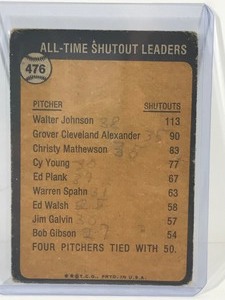 ALL-TIME SHUTOUT LEADERS
476
PITCHER SHUTOUTS
Walter Johnson 113
Grover Cleveland Alexander 90
Christy Mathewson 83
Cy Young 77
Ed Plank 67
Warren Spahn 63
Ed Walsh 58
Jim Galvin 57
Bob Gibson 54
FOUR PITCHERS TIED WITH 50.
T.C.G. PRTD. IN U.S.A.